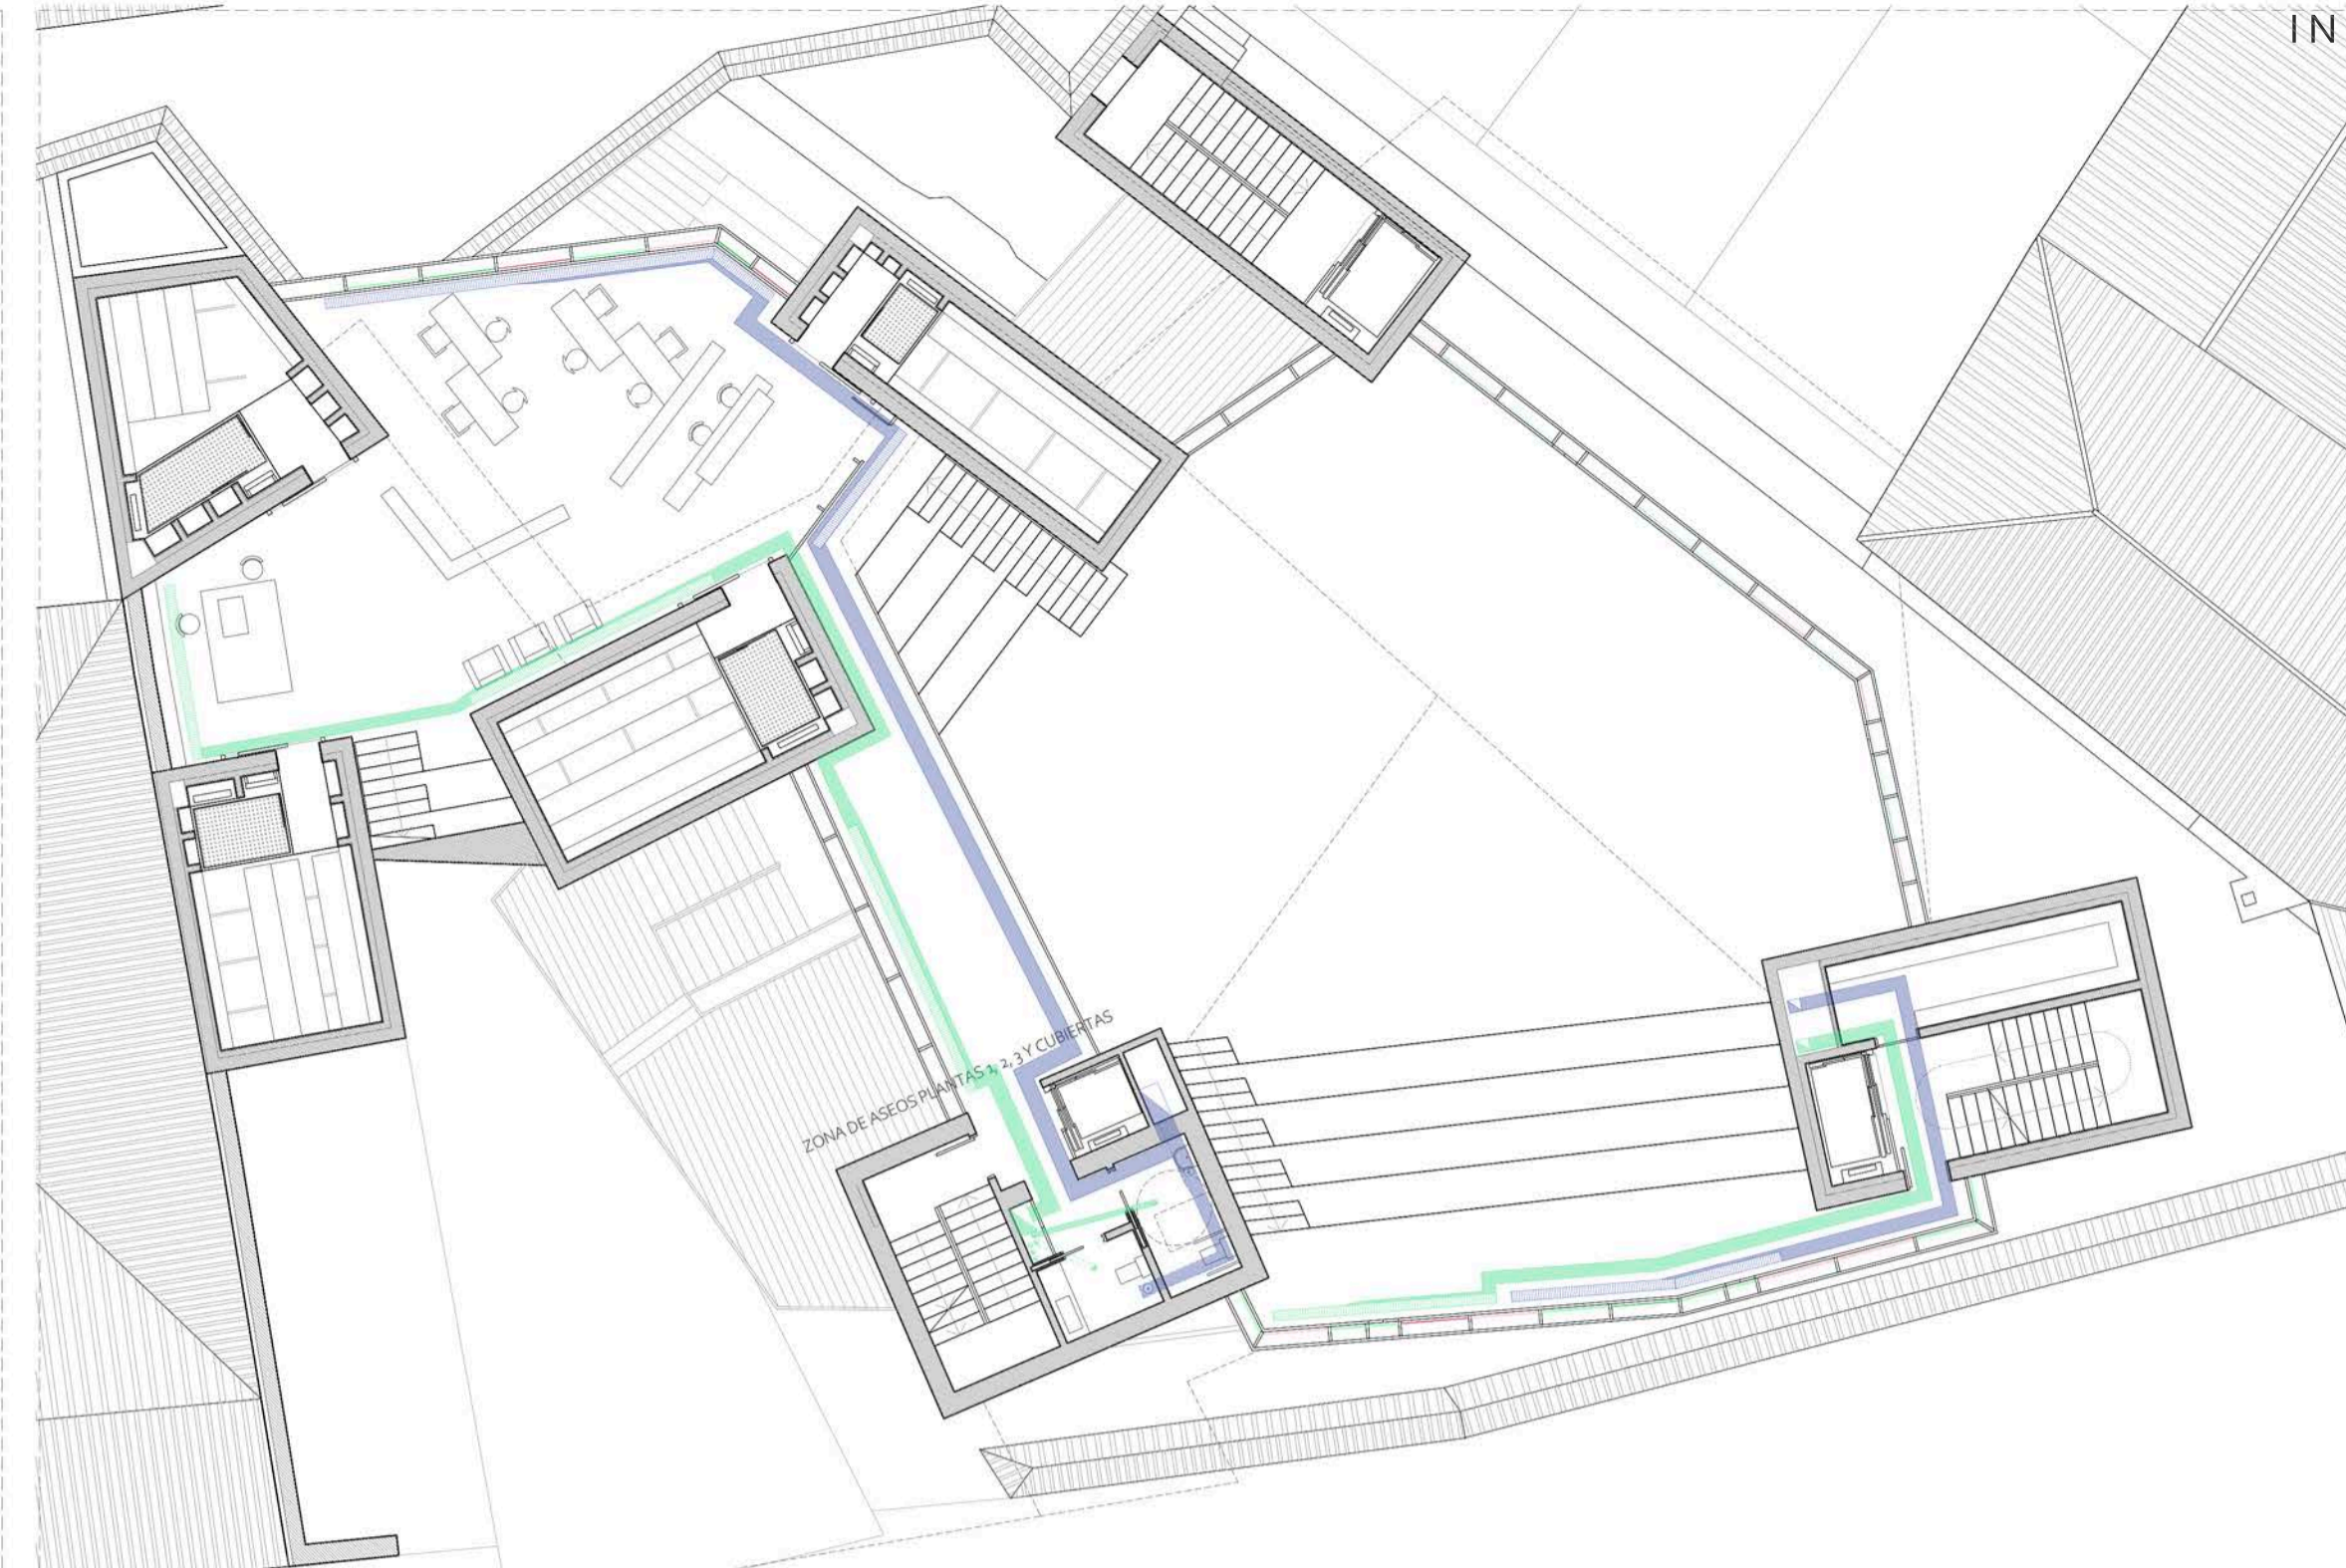 IN
ZONA DE ASEOS PLANTAS 1, 2, 3 Y CUBIERTAS